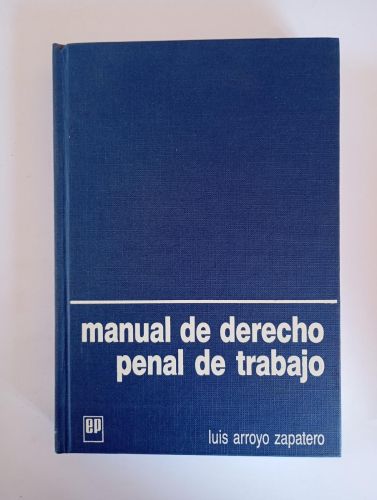 manual de derecho
penal de trabajo
ep
luis arroyo zapatero